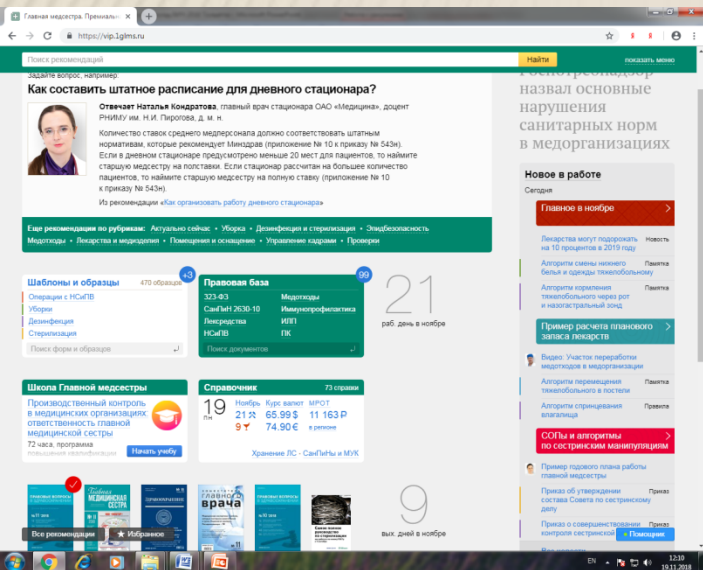 Главная медсестра. Премиаль
https://vip.1glms.ru
Поиск рекомендаций
Найти
показать меню
Задайте вопрос, например:
Как составить штатное расписание для дневного стационара?
Отвечает Наталья Кондратова, главный врач стационара ОАО «Медицина», доцент
РНИМУ им. Н.И. Пирогова, д. м. н.
Количество ставок среднего медперсонала должно соответствовать штатным
нормативам, которые рекомендует Минздрав (приложение № 10 к приказу № 543н).
Если в дневном стационаре предусмотрено меньше 20 мест для пациентов, то наймите
старшую медсестру на полставки. Если стационар рассчитан на большее количество
пациентов, то наймите старшую медсестру на полную ставку (приложение № 10
к приказу № 543н).
Из рекомендации «Как организовать работу дневного стационара»
Еще рекомендации по рубрикам: Актуально сейчас • Уборка • Дезинфекция и стерилизация • Эпидбезопасность
Медотходы • Лекарства и медизделия • Помещения и оснащение • Управление кадрами • Проверки
Шаблоны и образцы 470 образцов +3
Операции с НСиПВ
Уборки
Дезинфекция
Стерилизация
Поиск форм и образцов
Правовая база 99
323-ФЗ Медотходы
СанПиН 2630-10 Иммунопрофилактика
Лексредства ИЛП
НСиПВ ПК
Поиск документов
21
раб. день в ноябре
Школа Главной медсестры
Производственный контроль
в медицинских организациях:
ответственность главной
медицинской сестры
72 часа, программа
повышения квалификации
Начать учебу
Справочник 73 справки
19 Ноябрь Курс валют МРОТ
пн 21 65.99 $ 11 163 ₽
9 74.90 € в регионе
Хранение ЛС - СанПиНы и МУК
9
вых. дней в ноябре
Главная
МЕДИЦИНСКАЯ
СЕСТРА
ЗДРАВООХРАНЕНИЕ
главного
врача
№11
Все рекомендации
★ Избранное
Роспотребнадзор
назвал основные
нарушения
санитарных норм
в медорганизациях
Новое в работе
Сегодня
Главное в ноябре
Лекарства могут подорожать Новость
на 10 процентов в 2019 году
Алгоритм смены нижнего Памятка
белья и одежды тяжелобольному
Алгоритм кормления Памятка
тяжелобольного через рот
и назогастральный зонд
Пример расчета планового
запаса лекарств
Видео: Участок переработки
медотходов в медорганизации
Алгоритм перемещения Памятка
тяжелобольного в постели
Алгоритм спринцевания Правила
влагалища
СОПы и алгоритмы
по сестринским манипуляциям
Пример годового плана работы
главной медсестры
Приказ об утверждении Приказ
состава Совета по сестринскому
делу
Приказ о совершенствовании Приказ
контроля сестринской
Помощник
EN
12:10
19.11.2018